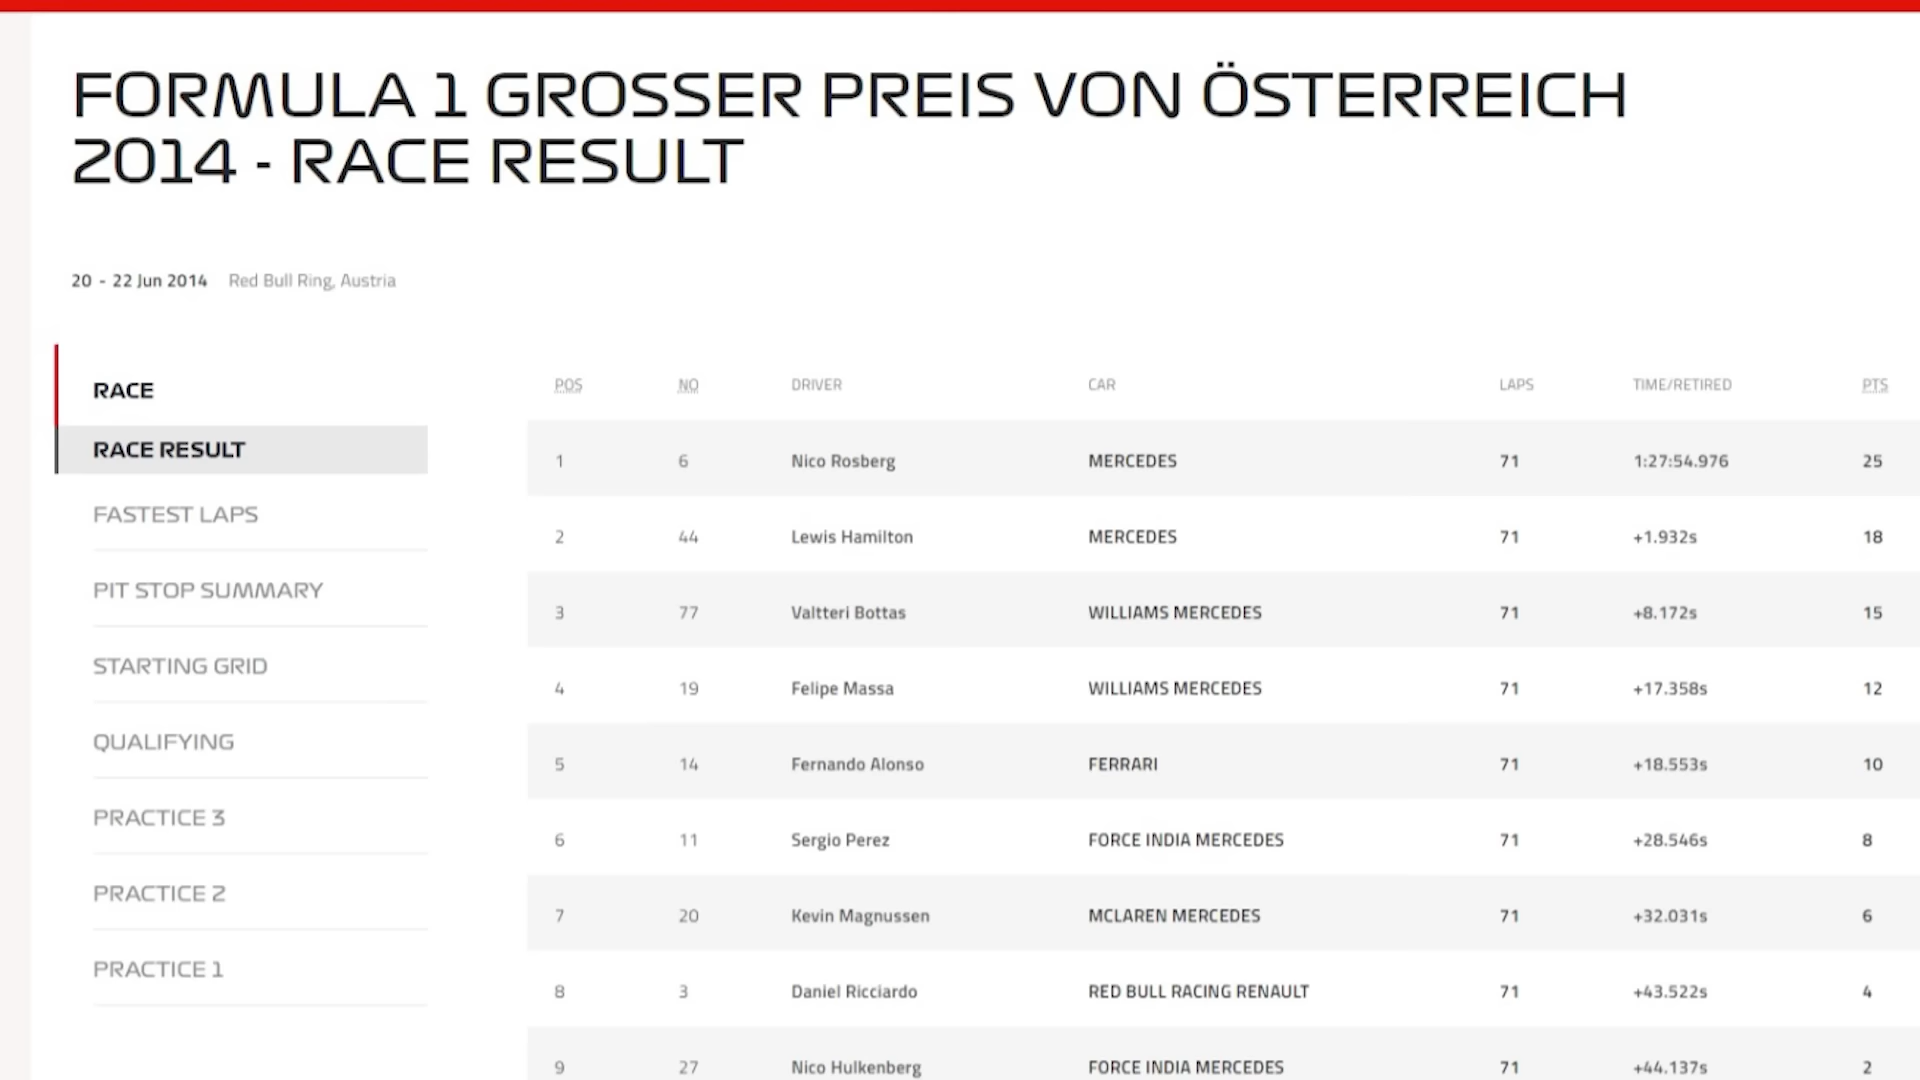 FORMULA 1 GROSSER PREIS VON ÖSTERREICH
2014 - RACE RESULT
20 - 22 Jun 2014 Red Bull Ring, Austria
RACE
RACE RESULT
FASTEST LAPS
PIT STOP SUMMARY
STARTING GRID
QUALIFYING
PRACTICE 3
PRACTICE 2
PRACTICE 1
POS NO DRIVER CAR LAPS TIME/RETIRED PTS
1 6 Nico Rosberg MERCEDES 71 1:27:54.976 25
2 44 Lewis Hamilton MERCEDES 71 +1.932s 18
3 77 Valtteri Bottas WILLIAMS MERCEDES 71 +8.172s 15
4 19 Felipe Massa WILLIAMS MERCEDES 71 +17.358s 12
5 14 Fernando Alonso FERRARI 71 +18.553s 10
6 11 Sergio Perez FORCE INDIA MERCEDES 71 +28.546s 8
7 20 Kevin Magnussen MCLAREN MERCEDES 71 +32.031s 6
8 3 Daniel Ricciardo RED BULL RACING RENAULT 71 +43.522s 4
9 27 Nico Hulkenberg FORCE INDIA MERCEDES 71 +44.137s 2